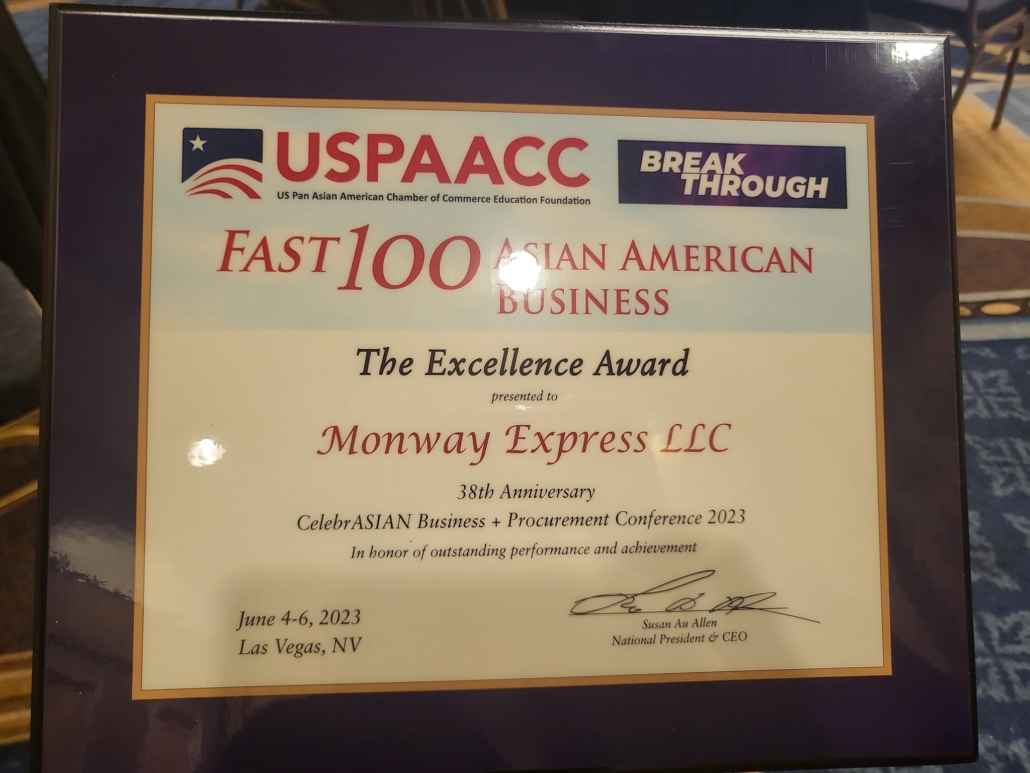 USPAACC
US Pan Asian American Chamber of Commerce Education Foundation
BREAK
THROUGH
FAST 100 ASIAN AMERICAN
BUSINESS
The Excellence Award
presented to
Monway Express LLC
38th Anniversary
CelebrASIAN Business + Procurement Conference 2023
In honor of outstanding performance and achievement
June 4-6, 2023
Las Vegas, NV
Susan Au Allen
National President & CEO